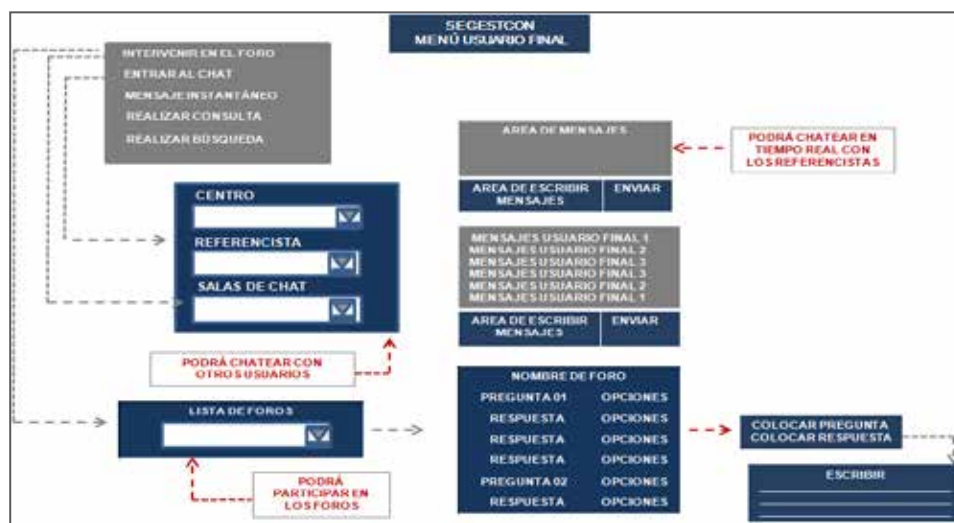 SEGESTCON
MENÚ USUARIO FINAL
INTERVENIR EN EL FORO
ENTRAR AL CHAT
MENSAJE INSTANTÁNEO
REALIZAR CONSULTA
REALIZAR BÚSQUEDA
AREA DE MENSAJES
PODRÁ CHATEAR EN
TIEMPO REAL CON
LOS REFERENCISTAS
AREA DE ESCRIBIR
MENSAJES
ENVIAR
CENTRO
REFERENCISTA
SALAS DE CHAT
MENSAJES USUARIO FINAL 1
MENSAJES USUARIO FINAL 2
MENSAJES USUARIO FINAL 3
MENSAJES USUARIO FINAL 3
MENSAJES USUARIO FINAL 2
MENSAJES USUARIO FINAL 1
AREA DE ESCRIBIR
MENSAJES
ENVIAR
PODRÁ CHATEAR CON
OTROS USUARIOS
LISTA DE FOROS
PODRÁ
PARTICIPAR EN
LOS FOROS
NOMBRE DE FORO
PREGUNTA 01 OPCIONES
RESPUESTA OPCIONES
RESPUESTA OPCIONES
RESPUESTA OPCIONES
PREGUNTA 02 OPCIONES
RESPUESTA OPCIONES
COLOCAR PREGUNTA
COLOCAR RESPUESTA
ESCRIBIR